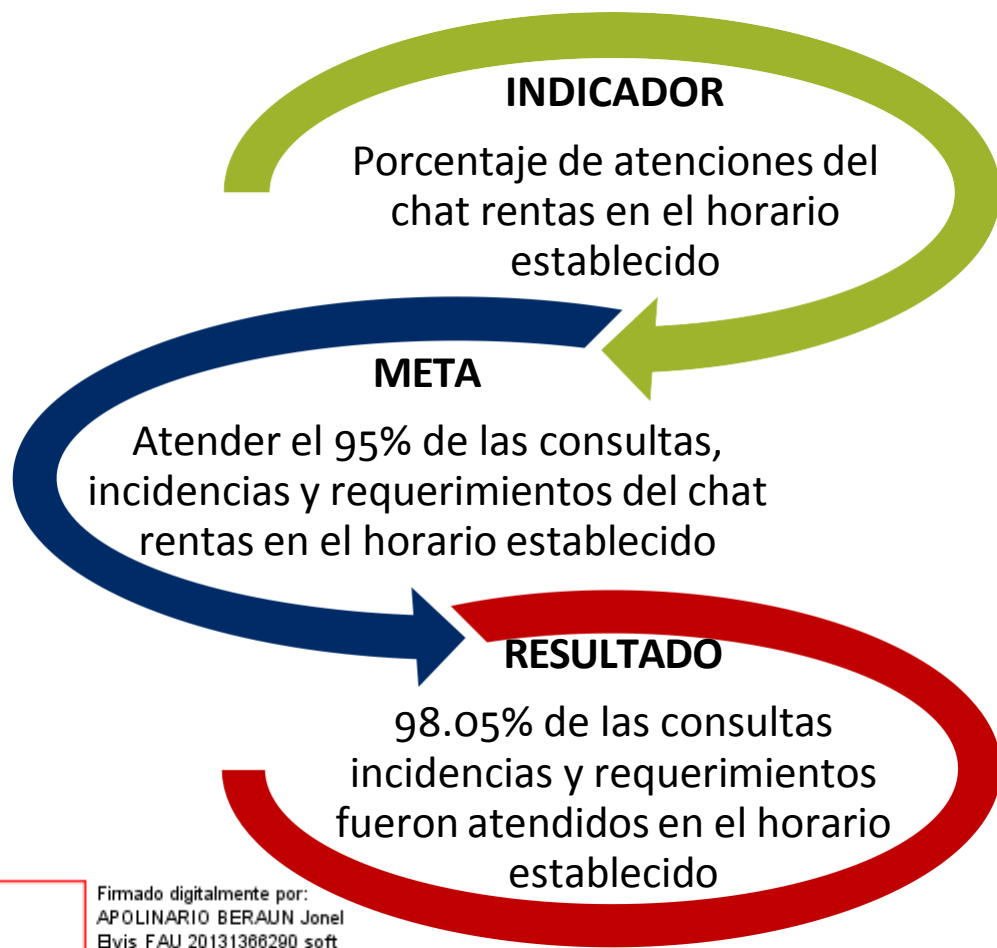 INDICADOR
Porcentaje de atenciones del
chat rentas en el horario
establecido
META
Atender el 95% de las consultas,
incidencias y requerimientos del chat
rentas en el horario establecido
RESULTADO
98.05% de las consultas
incidencias y requerimientos
fueron atendidos en el horario
establecido
Firmado digitalmente por:
APOLINARIO BERAUN Jonel
Elvis FAU 20131366290 soft